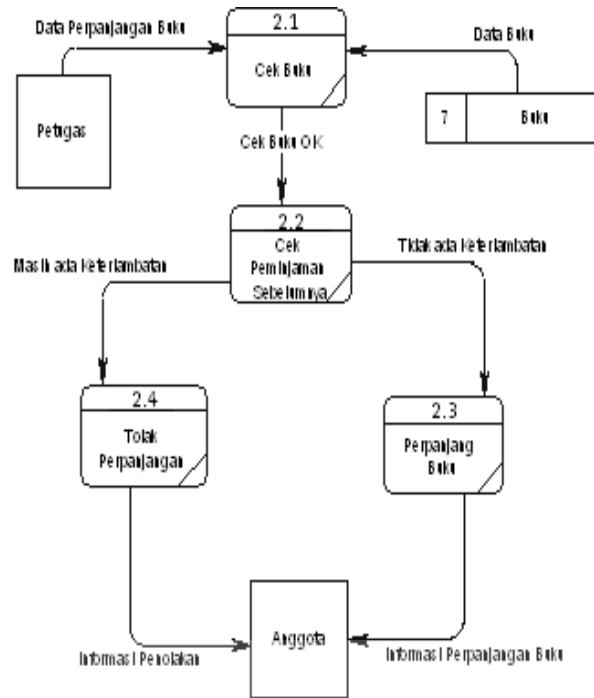 Data Perpanjangan Buku
2.1
Data Buku
Cek Buku
Petugas
7
Buku
Cek Buku OK
2.2
Cek
Peminjaman
Sebelumnya
Masih ada Keterlambatan
Tidak ada Keterlambatan
2.4
Tolak
Perpanjangan
2.3
Perpanjang
Buku
Anggota
Informasi Penolakan
Informasi Perpanjangan Buku